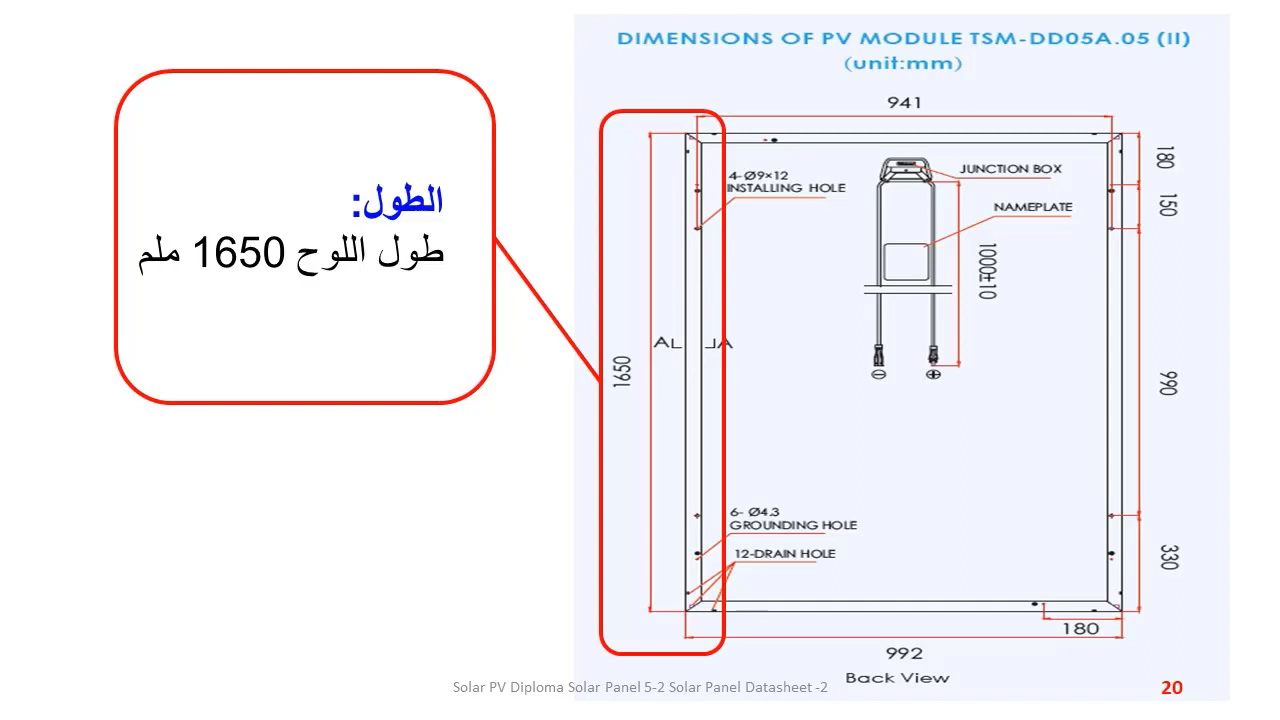 الطول:
طول اللوح 1650 ملم
DIMENSIONS OF PV MODULE TSM-DD05A.05 (II)
(unit:mm)
941
180
4-Ø9×12
INSTALLING HOLE
JUNCTION BOX
150
NAMEPLATE
1000±10
A
A
1650
990
6- Ø4.3
GROUNDING HOLE
12-DRAIN HOLE
330
180
992
Back View
Solar PV Diploma Solar Panel 5-2 Solar Panel Datasheet -2
20